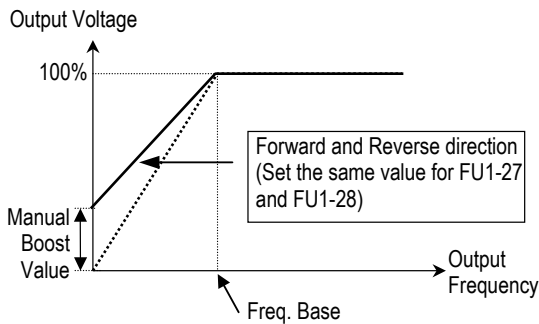 Output Voltage
100%
Forward and Reverse direction
(Set the same value for FU1-27
and FU1-28)
Manual
Boost
Value
Output
Frequency
Freq. Base